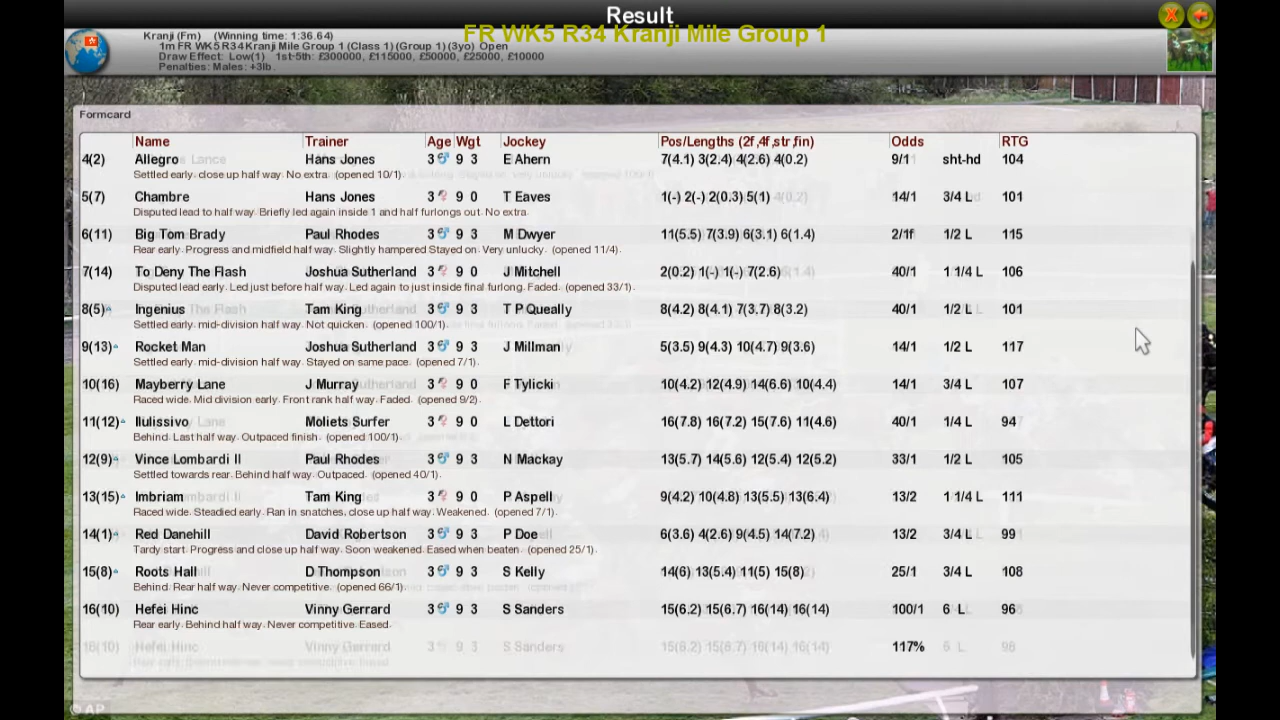 Result
FR WK5 R34 Kranji Mile Group 1
Kranji (Fm) (Winning time: 1:36.64)
1m FR WK5 R34 Kranji Mile Group 1 (Class 1) (Group 1) (3yo) Open
Draw Effect: Low(1) 1st-5th: £300000, £115000, £50000, £25000, £10000
Penalties: Males: +3lb.
Formcard
Name Trainer Age Wgt Jockey Pos/Lengths (2f,4f,str,fin) Odds RTG
4(2) Allegro Hans Jones 3 9 3 E Ahern 7(4.1) 3(2.4) 4(2.6) 4(0.2) 9/1 sht-hd 104
Settled early. close up half way. No extra. (opened 10/1).
5(7) Chambre Hans Jones 3 9 0 T Eaves 1(-) 2(-) 2(0.3) 5(1) 14/1 3/4 L 101
Disputed lead to half way. Briefly led again inside 1 and half furlongs out. No extra.
6(11) Big Tom Brady Paul Rhodes 3 9 3 M Dwyer 11(5.5) 7(3.9) 6(3.1) 6(1.4) 2/1f 1/2 L 115
Rear early. Progress and midfield half way. Slightly hampered Stayed on. Very unlucky. (opened 11/4).
7(14) To Deny The Flash Joshua Sutherland 3 9 0 J Mitchell 2(0.2) 1(-) 1(-) 7(2.6) 40/1 1 1/4 L 106
Disputed lead early. Led just before half way. Led again to just inside final furlong. Faded. (opened 33/1).
8(5) Ingenius Tam King 3 9 3 T P Queally 8(4.2) 8(4.1) 7(3.7) 8(3.2) 40/1 1/2 L 101
Settled early. mid-division half way. Not quicken. (opened 100/1).
9(13) Rocket Man Joshua Sutherland 3 9 3 J Millman 5(3.5) 9(4.3) 10(4.7) 9(3.6) 14/1 1/2 L 117
Settled early. mid-division half way. Stayed on same pace. (opened 7/1).
10(16) Mayberry Lane J Murray 3 9 0 F Tylicki 10(4.2) 12(4.9) 14(6.6) 10(4.4) 14/1 3/4 L 107
Raced wide. Mid division early. Front rank half way. Faded. (opened 9/2).
11(12) Ilulissivo Moliets Surfer 3 9 0 L Dettori 16(7.8) 16(7.2) 15(7.6) 11(4.6) 40/1 1/4 L 94
Behind. Last half way. Outpaced finish. (opened 100/1).
12(9) Vince Lombardi II Paul Rhodes 3 9 3 N Mackay 13(5.7) 14(5.6) 12(5.4) 12(5.2) 33/1 1/2 L 105
Settled towards rear. Behind half way. Outpaced. (opened 40/1).
13(15) Imbriam Tam King 3 9 0 P Aspell 9(4.2) 10(4.8) 13(5.5) 13(6.4) 13/2 1 1/4 L 111
Raced wide. Steadied early. Ran in snatches, close up half way. Weakened. (opened 7/1).
14(1) Red Danehill David Robertson 3 9 3 P Doe 6(3.6) 4(2.6) 9(4.5) 14(7.2) 13/2 3/4 L 99
Tardy start. Progress and close up half way. Soon weakened. Eased when beaten. (opened 25/1).
15(8) Roots Hall D Thompson 3 9 3 S Kelly 14(6) 13(5.4) 11(5) 15(8) 25/1 3/4 L 108
Behind. Rear half way. Never competitive. (opened 66/1).
16(10) Hefei Hinc Vinny Gerrard 3 9 3 S Sanders 15(6.2) 15(6.7) 16(14) 16(14) 100/1 6 L 96
Rear early. Behind half way. Never competitive. Eased.
16(10) Hefei Hinc Vinny Gerrard 3 9 3 S Sanders 15(6.2) 15(6.7) 16(14) 16(14) 117% 6 L
© AP